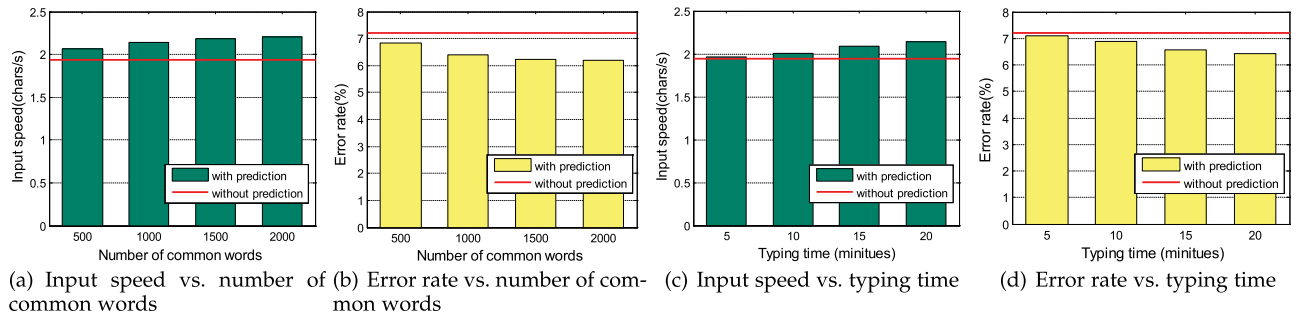 2.5
2
1.5
1
0.5
0
Input speed(chars/s)
with prediction
without prediction
500 1000 1500 2000
Number of common words
(a) Input speed vs. number of
common words
8
7
6
5
4
3
2
1
0
Error rate(%)
with prediction
without prediction
500 1000 1500 2000
Number of common words
(b) Error rate vs. number of com-
mon words
2.5
2
1.5
1
0.5
0
Input speed(chars/s)
with prediction
without prediction
5 10 15 20
Typing time (minitues)
(c) Input speed vs. typing time
8
7
6
5
4
3
2
1
0
Error rate(%)
with prediction
without prediction
5 10 15 20
Typing time (minitues)
(d) Error rate vs. typing time